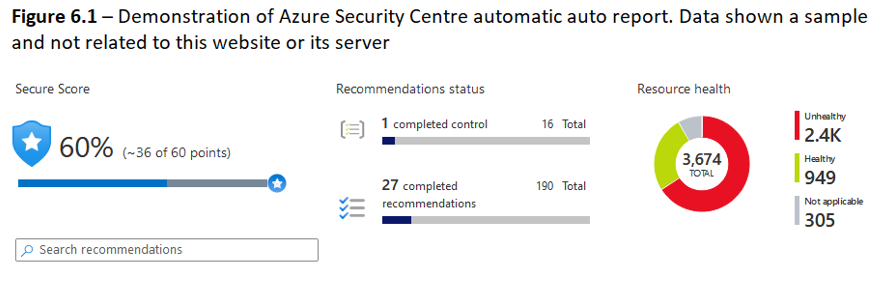 Figure 6.1 – Demonstration of Azure Security Centre automatic auto report. Data shown a sample
and not related to this website or its server
Secure Score
60% (~36 of 60 points)
Search recommendations
Recommendations status
1 completed control 16 Total
27 completed 190 Total
recommendations
Resource health
3,674
TOTAL
Unhealthy
2.4K
Healthy
949
Not applicable
305